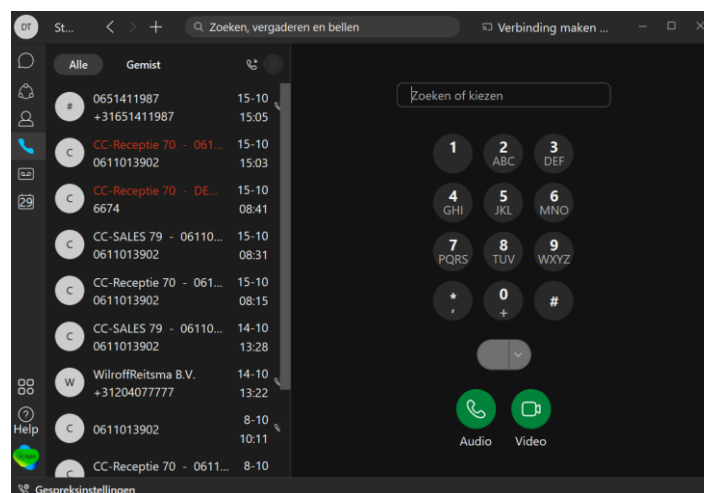 DT
St...
Zoeken, vergaderen en bellen
Verbinding maken ...
Alle
Gemist
# 0651411987 15-10
+31651411987 15:05
C CC-Receptie 70 - 061... 15-10
0611013902 15:03
C CC-Receptie 70 - DE... 15-10
6674 08:41
C CC-SALES 79 - 06110... 15-10
0611013902 08:31
C CC-Receptie 70 - 061... 15-10
0611013902 08:15
C CC-SALES 79 - 06110... 14-10
0611013902 13:28
W WilroffReitsma B.V. 14-10
+31204077777 13:22
C 0611013902 8-10
10:11
C CC-Receptie 70 - 0611... 8-10
29
Help
Gespreksinstellingen
Zoeken of kiezen
1 2 3
ABC DEF
4 5 6
GHI JKL MNO
7 8 9
PQRS TUV WXYZ
* 0 #
, +
Audio Video